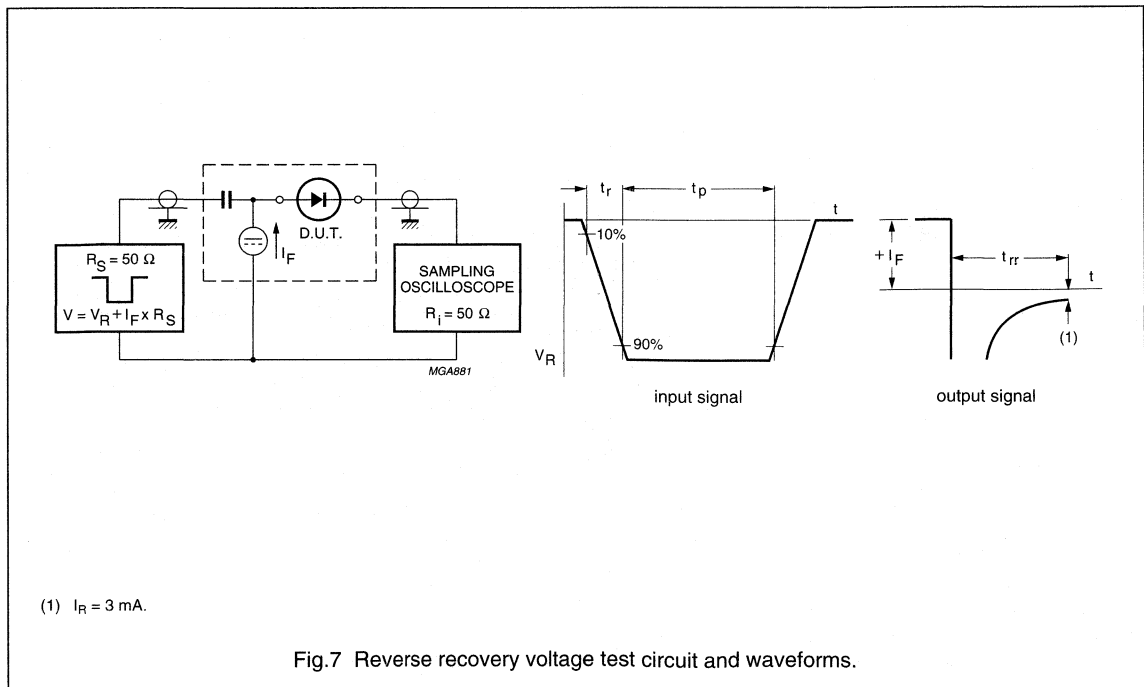 R_S = 50 Ω
V = V_R + I_F x R_S
I_F
D.U.T.
SAMPLING
OSCILLOSCOPE
R_i = 50 Ω
MGA881
t_r
t_p
t
10%
90%
V_R
input signal
+ I_F
t_rr
t
(1)
output signal
(1) I_R = 3 mA.
Fig.7 Reverse recovery voltage test circuit and waveforms.